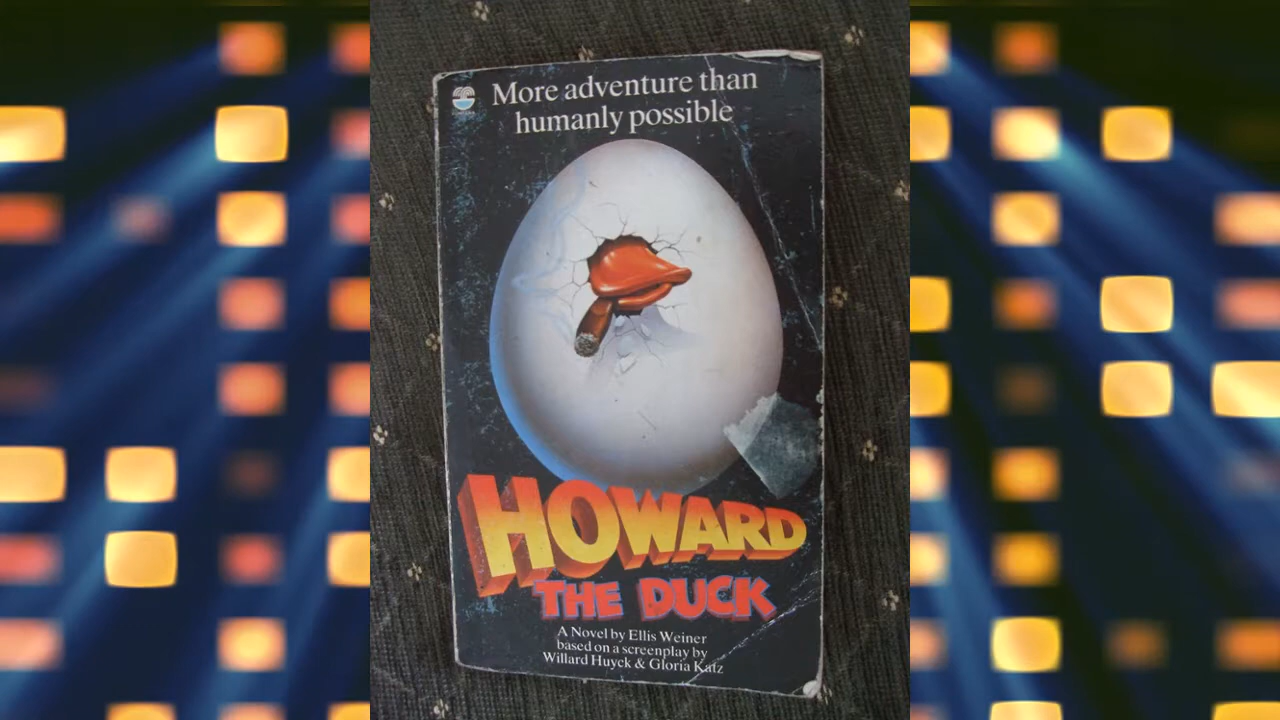 More adventure than
humanly possible
HOWARD
THE DUCK
A Novel by Ellis Weiner
based on a screenplay by
Willard Huyck & Gloria Katz